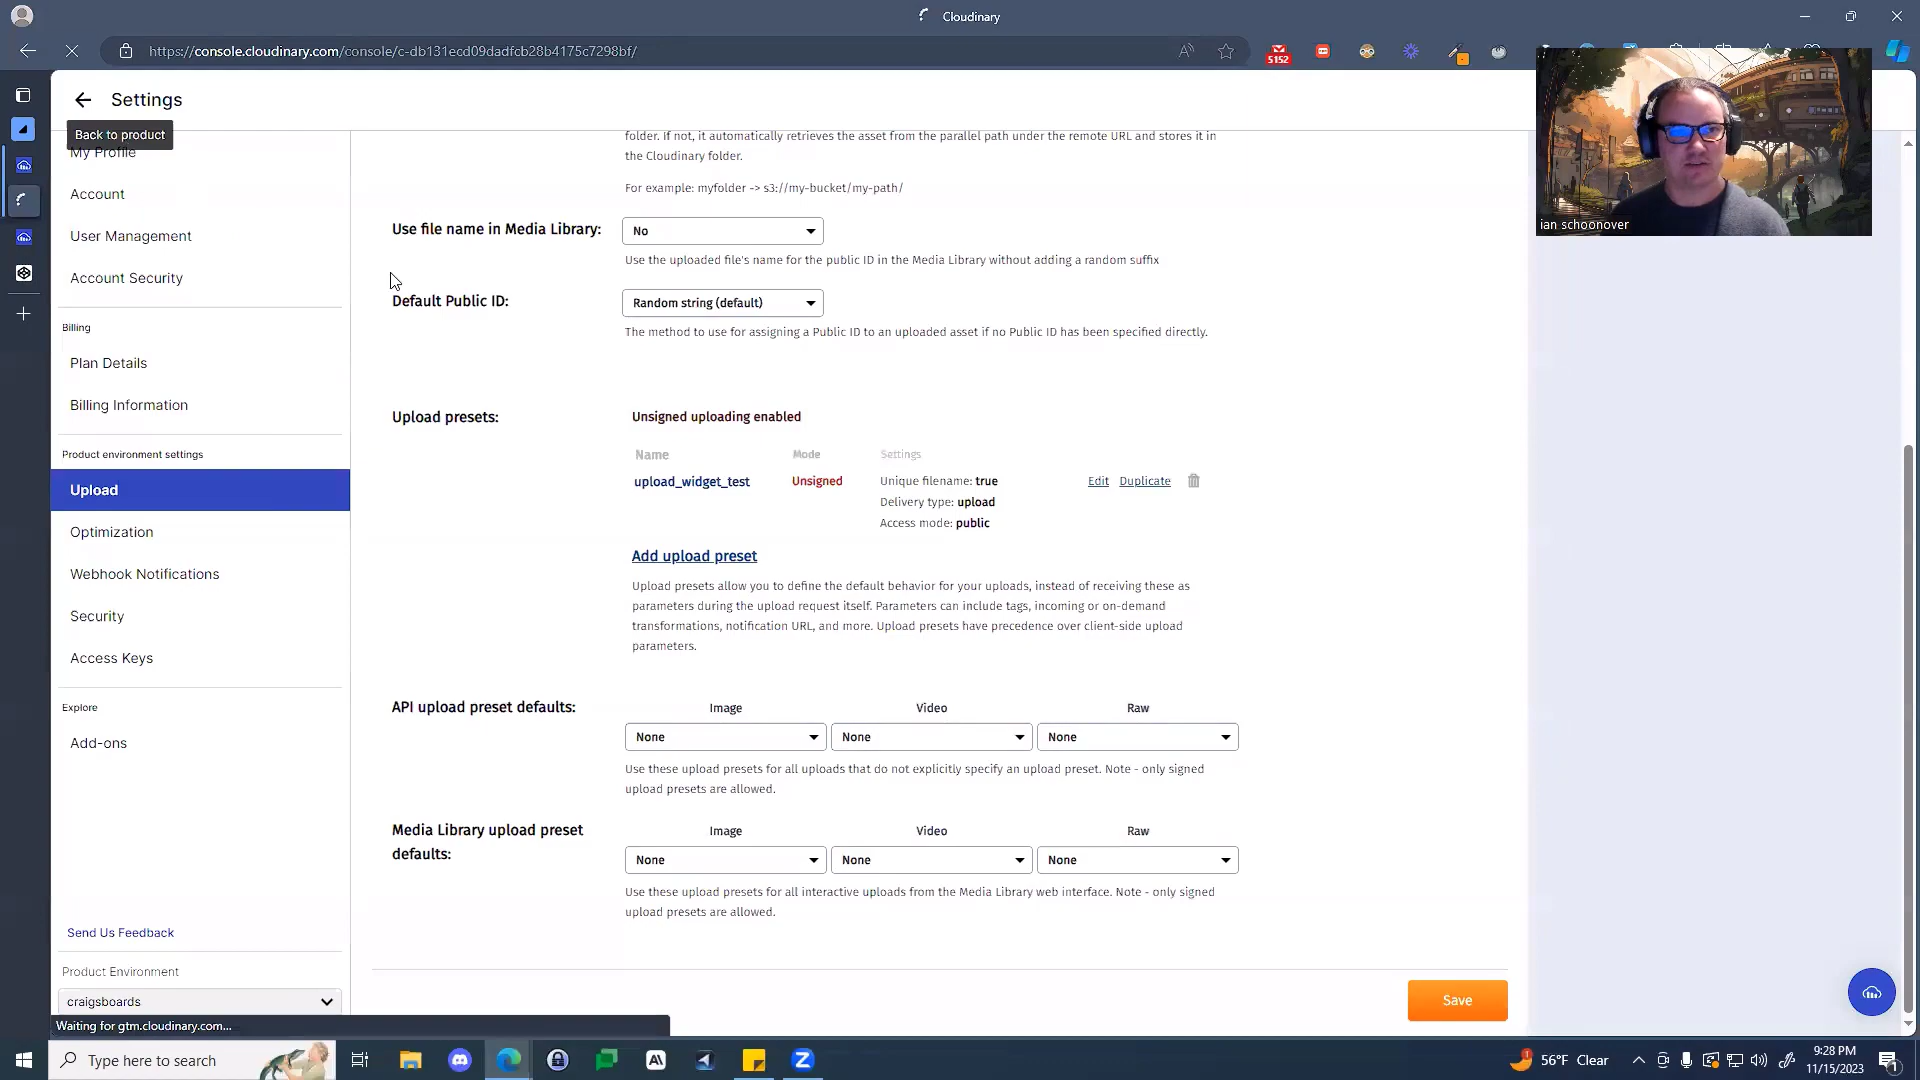 Cloudinary
https://console.cloudinary.com/console/c-db131ecd09dadfcb28b4175c7298bf/
5152
Settings
Back to product
My Profile
Account
User Management
Account Security
Billing
Plan Details
Billing Information
Product environment settings
Upload
Optimization
Webhook Notifications
Security
Access Keys
Explore
Add-ons
Send Us Feedback
Product Environment
craigsboards
Waiting for gtm.cloudinary.com...
folder. If not, it automatically retrieves the asset from the parallel path under the remote URL and stores it in
the Cloudinary folder.
For example: myfolder -> s3://my-bucket/my-path/
Use file name in Media Library:
No
Use the uploaded file's name for the public ID in the Media Library without adding a random suffix
Default Public ID:
Random string (default)
The method to use for assigning a Public ID to an uploaded asset if no Public ID has been specified directly.
Upload presets:
Unsigned uploading enabled
Name Mode Settings
upload_widget_test Unsigned Unique filename: true Edit Duplicate
Delivery type: upload
Access mode: public
Add upload preset
Upload presets allow you to define the default behavior for your uploads, instead of receiving these as
parameters during the upload request itself. Parameters can include tags, incoming or on-demand
transformations, notification URL, and more. Upload presets have precedence over client-side upload
parameters.
API upload preset defaults:
Image Video Raw
None None None
Use these upload presets for all uploads that do not explicitly specify an upload preset. Note - only signed
upload presets are allowed.
Media Library upload preset
defaults:
Image Video Raw
None None None
Use these upload presets for all interactive uploads from the Media Library web interface. Note - only signed
upload presets are allowed.
Save
ian schoonover
Type here to search
56°F Clear
9:28 PM
11/15/2023
1